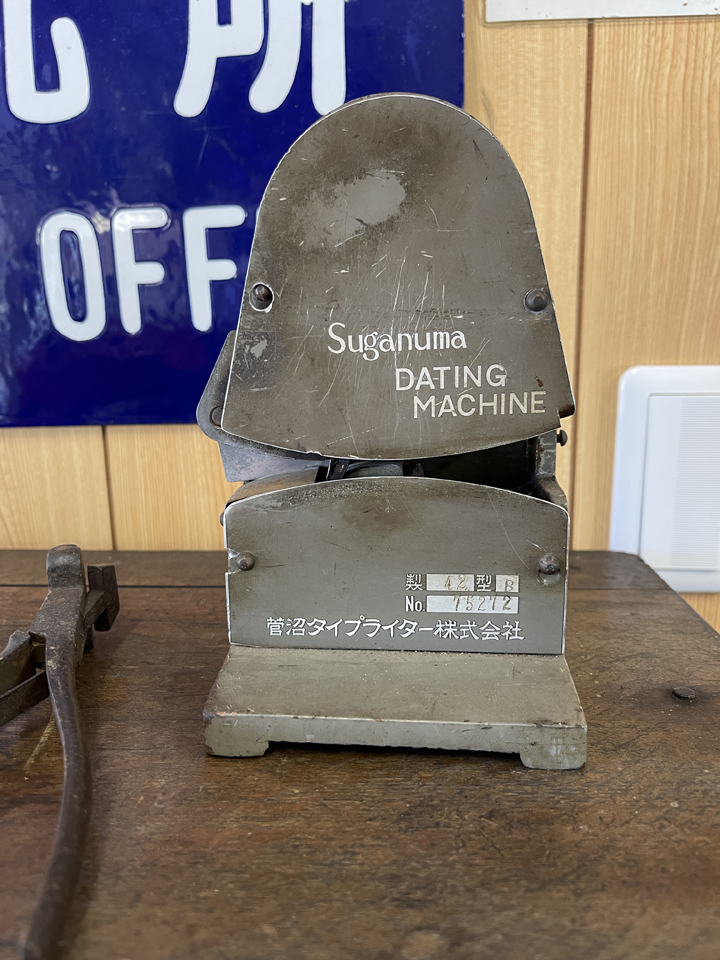 所
OFF
Suganuma
DATING
MACHINE
製 42 型 B
No. 75272
菅沼タイプライター株式会社